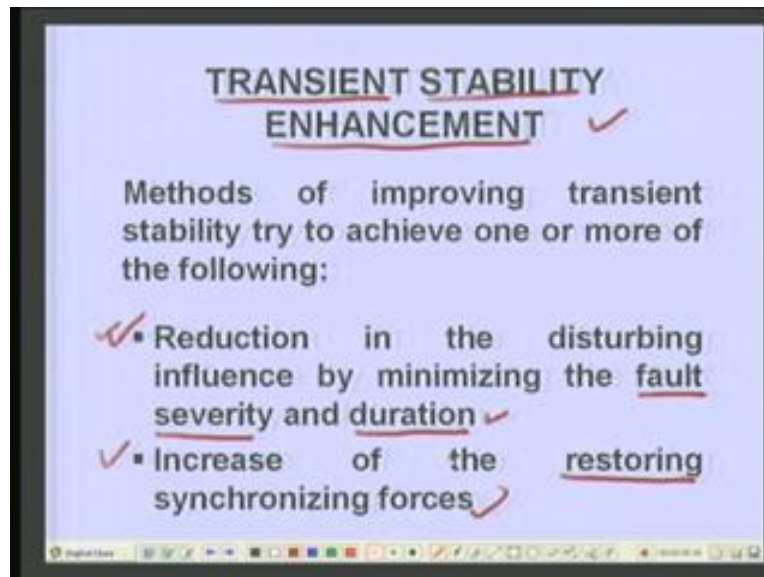 TRANSIENT STABILITY
ENHANCEMENT
Methods of improving transient
stability try to achieve one or more of
the following:
▪ Reduction in the disturbing
influence by minimizing the fault
severity and duration
▪ Increase of the restoring
synchronizing forces